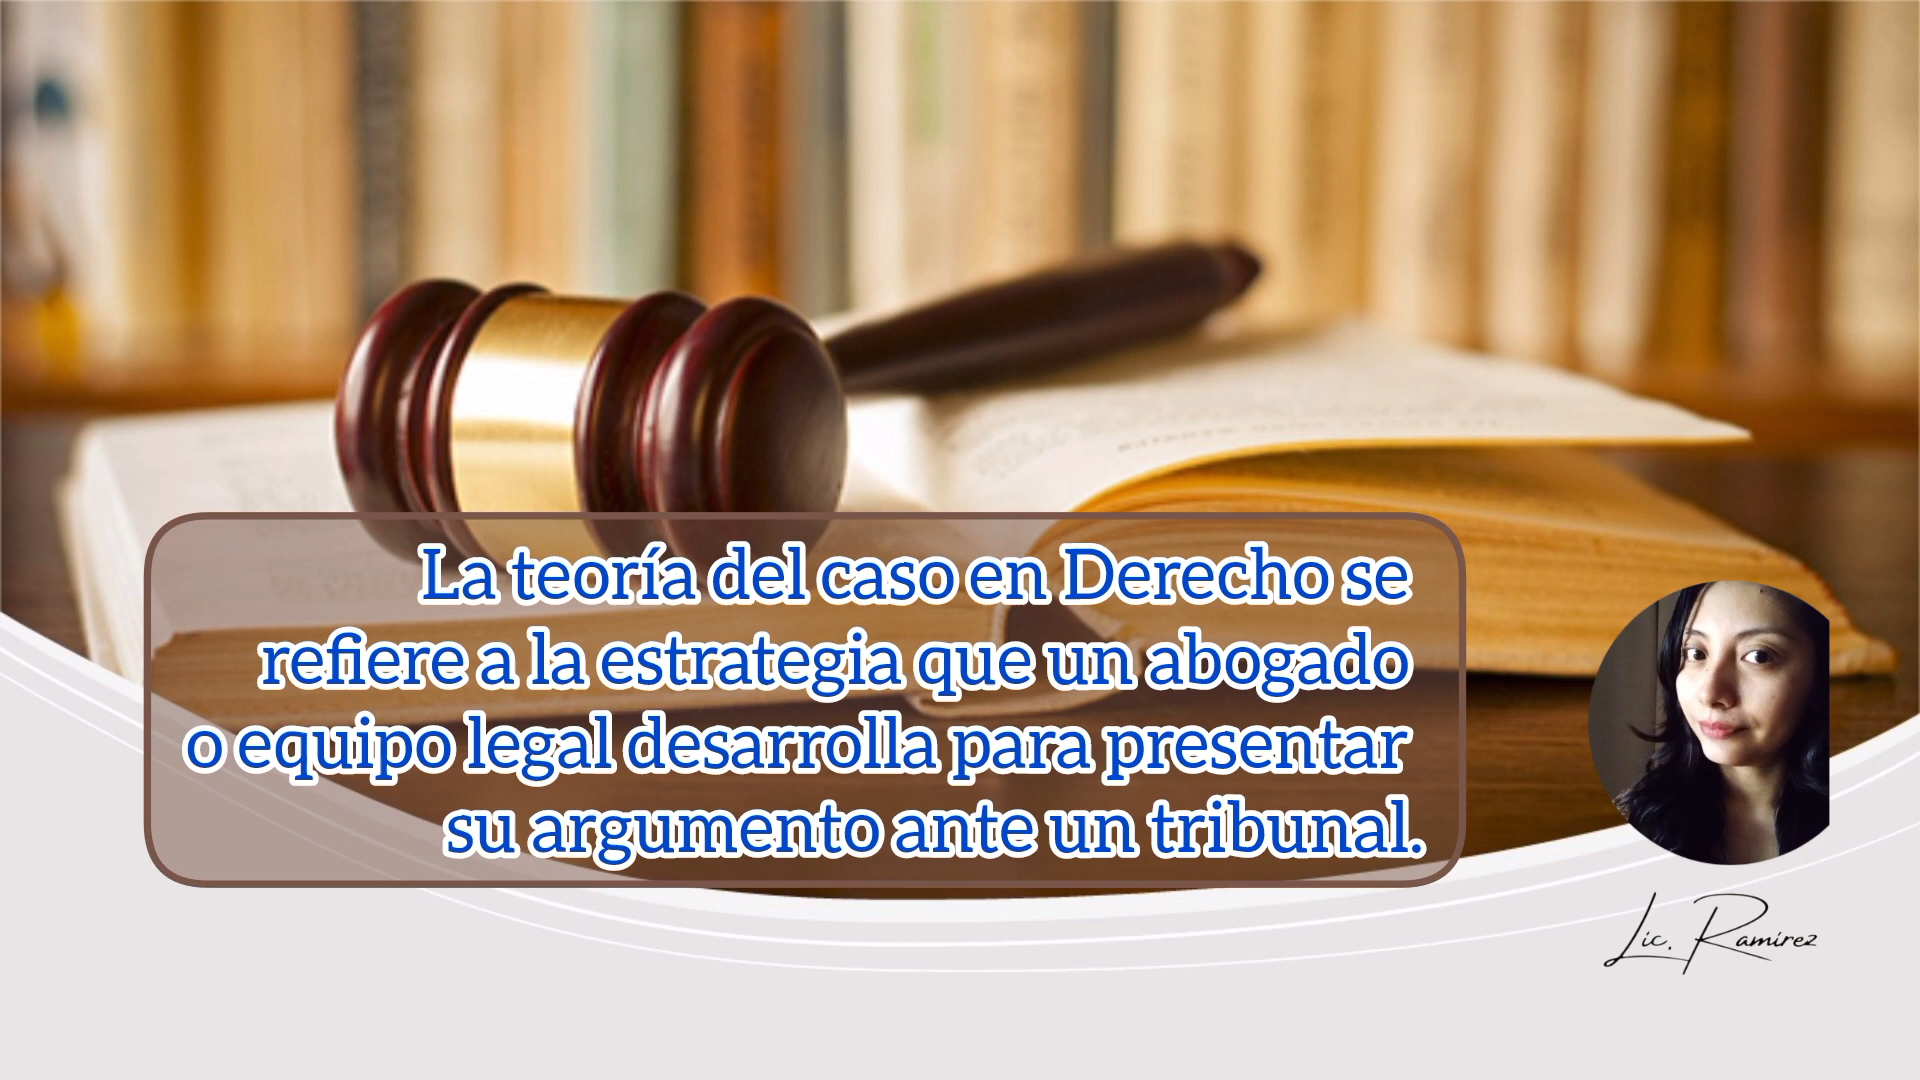 La teoría del caso en Derecho se
refiere a la estrategia que un abogado
o equipo legal desarrolla para presentar
su argumento ante un tribunal.
Lic. Ramirez